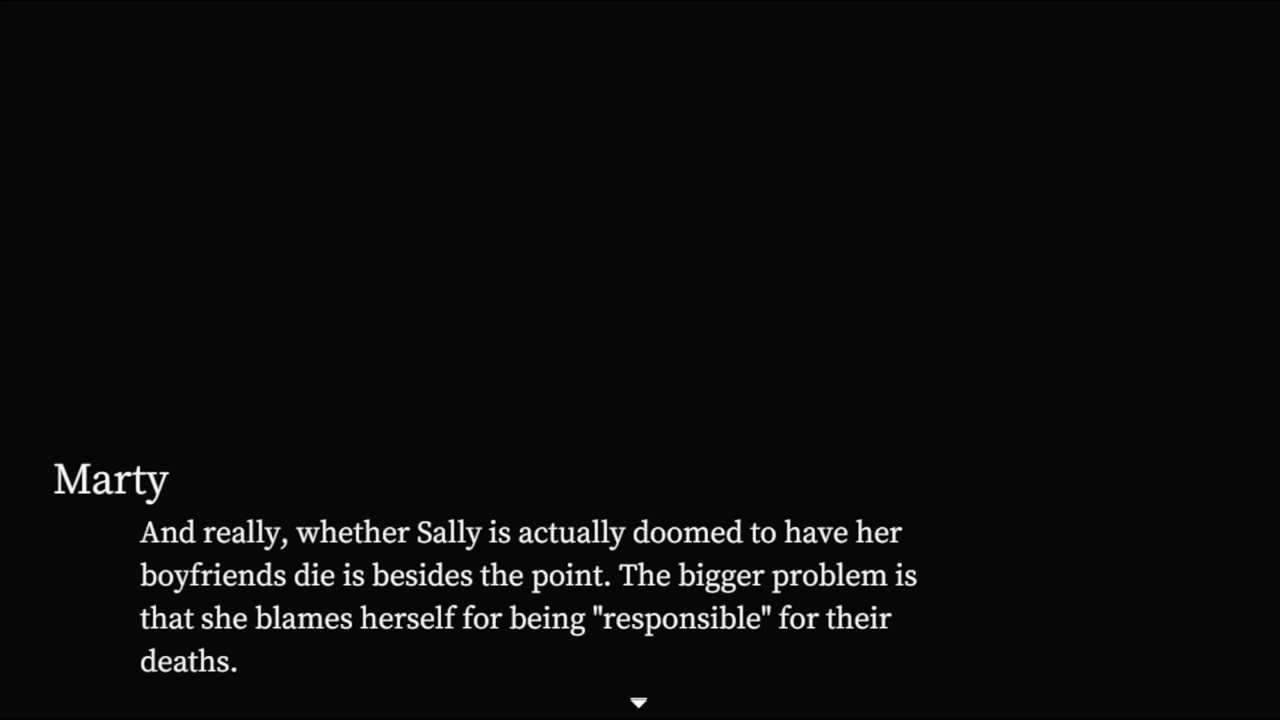 Marty
And really, whether Sally is actually doomed to have her
boyfriends die is besides the point. The bigger problem is
that she blames herself for being "responsible" for their
deaths.